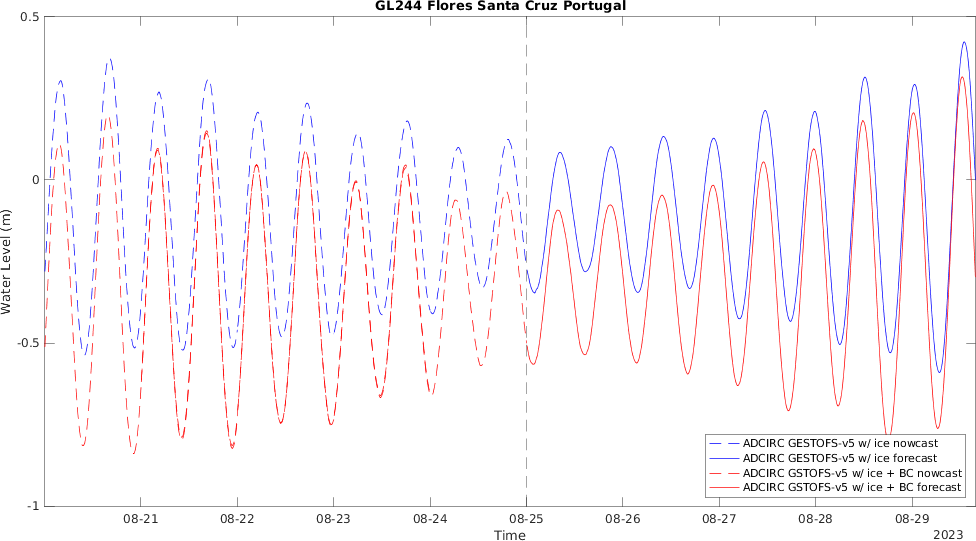 GL244 Flores Santa Cruz Portugal
0.5
0
-0.5
-1
Water Level (m)
08-21 08-22 08-23 08-24 08-25 08-26 08-27 08-28 08-29
Time
2023
ADCIRC GESTOFS-v5 w/ ice nowcast
ADCIRC GESTOFS-v5 w/ ice forecast
ADCIRC GSTOFS-v5 w/ ice + BC nowcast
ADCIRC GSTOFS-v5 w/ ice + BC forecast